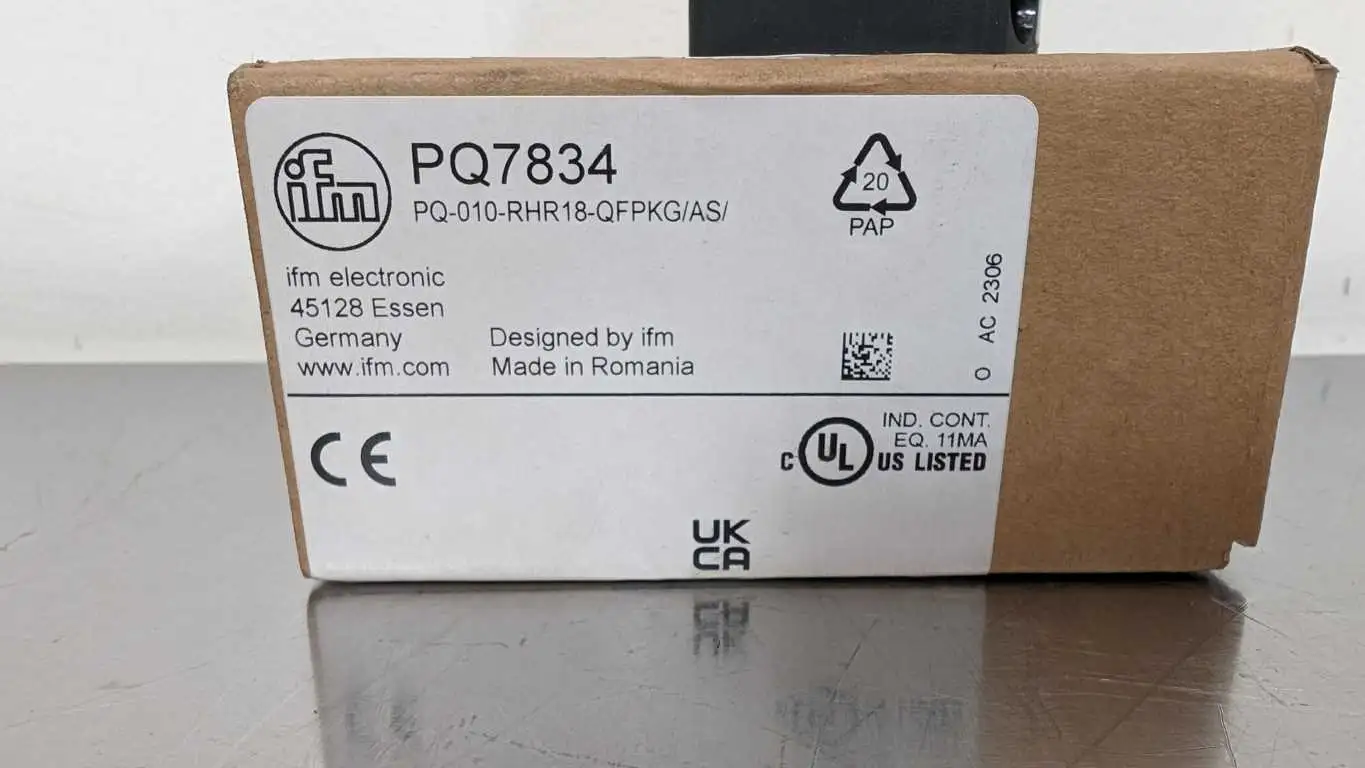 ifm
PQ7834
PQ-010-RHR18-QFPKG/AS/
20
PAP
ifm electronic
45128 Essen
Germany
www.ifm.com
Designed by ifm
Made in Romania
O AC 2306
CE
C UL US LISTED
IND. CONT.
EQ. 11MA
UK
CA